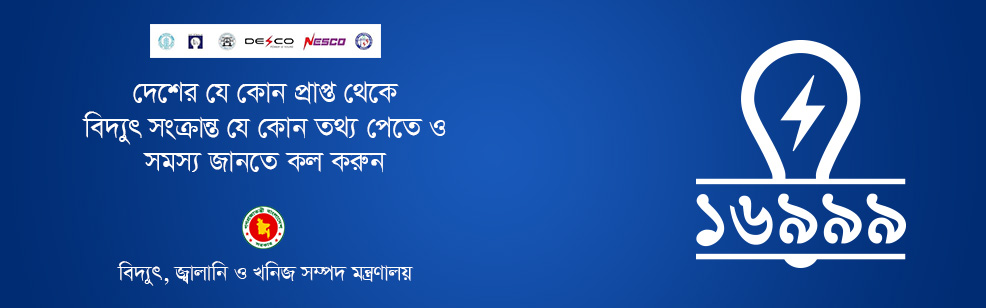 DESCO
NESCO
দেশের যে কোন প্রাপ্ত থেকে
বিদ্যুৎ সংক্রান্ত যে কোন তথ্য পেতে ও
সমস্য জানতে কল করুন
বিদ্যুৎ, জ্বালানি ও খনিজ সম্পদ মন্ত্রণালয়
১৬৯৯৯